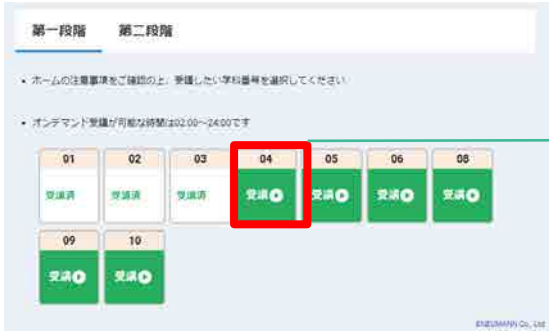 第一段階 第二段階
• ホームの注意事項をご確認の上、受講したい学科番号を選択してください
• オンデマンド受講が可能な時間は02:00～24:00です
01 02 03 04 05 06 08
受講済 受講済 受講済 受講 受講 受講 受講
09 10
受講 受講
©NEUMANN Co., Ltd